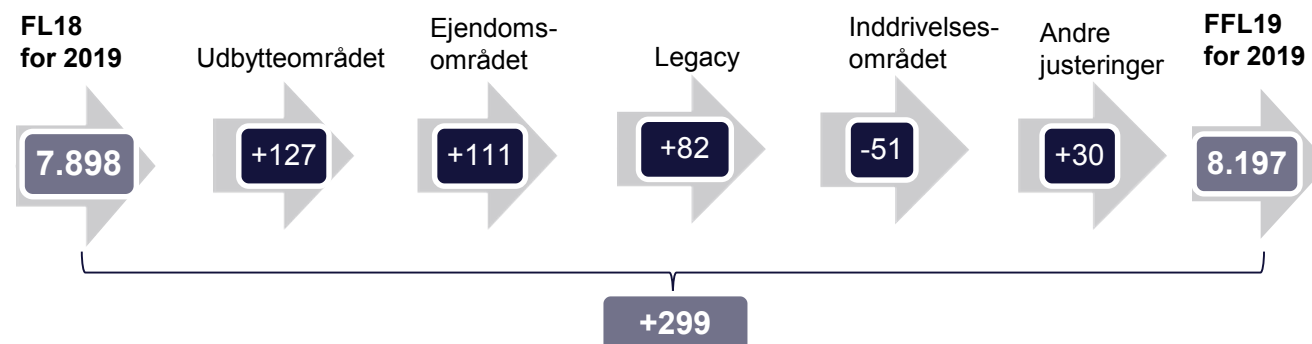 FL18
for 2019
Udbytteområdet
Ejendoms-
området
Legacy
Inddrivelses-
området
Andre
justeringer
FFL19
for 2019
7.898
+127
+111
+82
-51
+30
8.197
+299